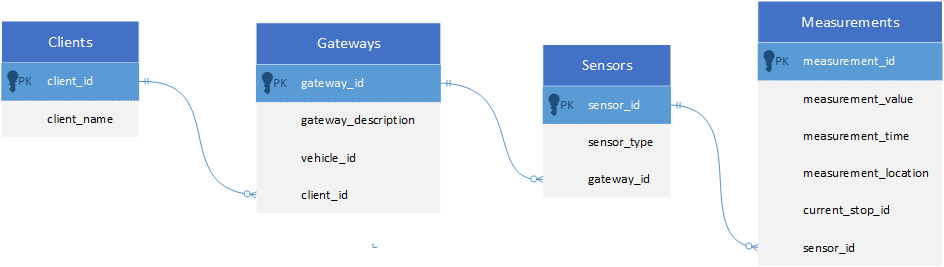 Clients
PK client_id
client_name
Gateways
PK gateway_id
gateway_description
vehicle_id
client_id
Sensors
PK sensor_id
sensor_type
gateway_id
Measurements
PK measurement_id
measurement_value
measurement_time
measurement_location
current_stop_id
sensor_id